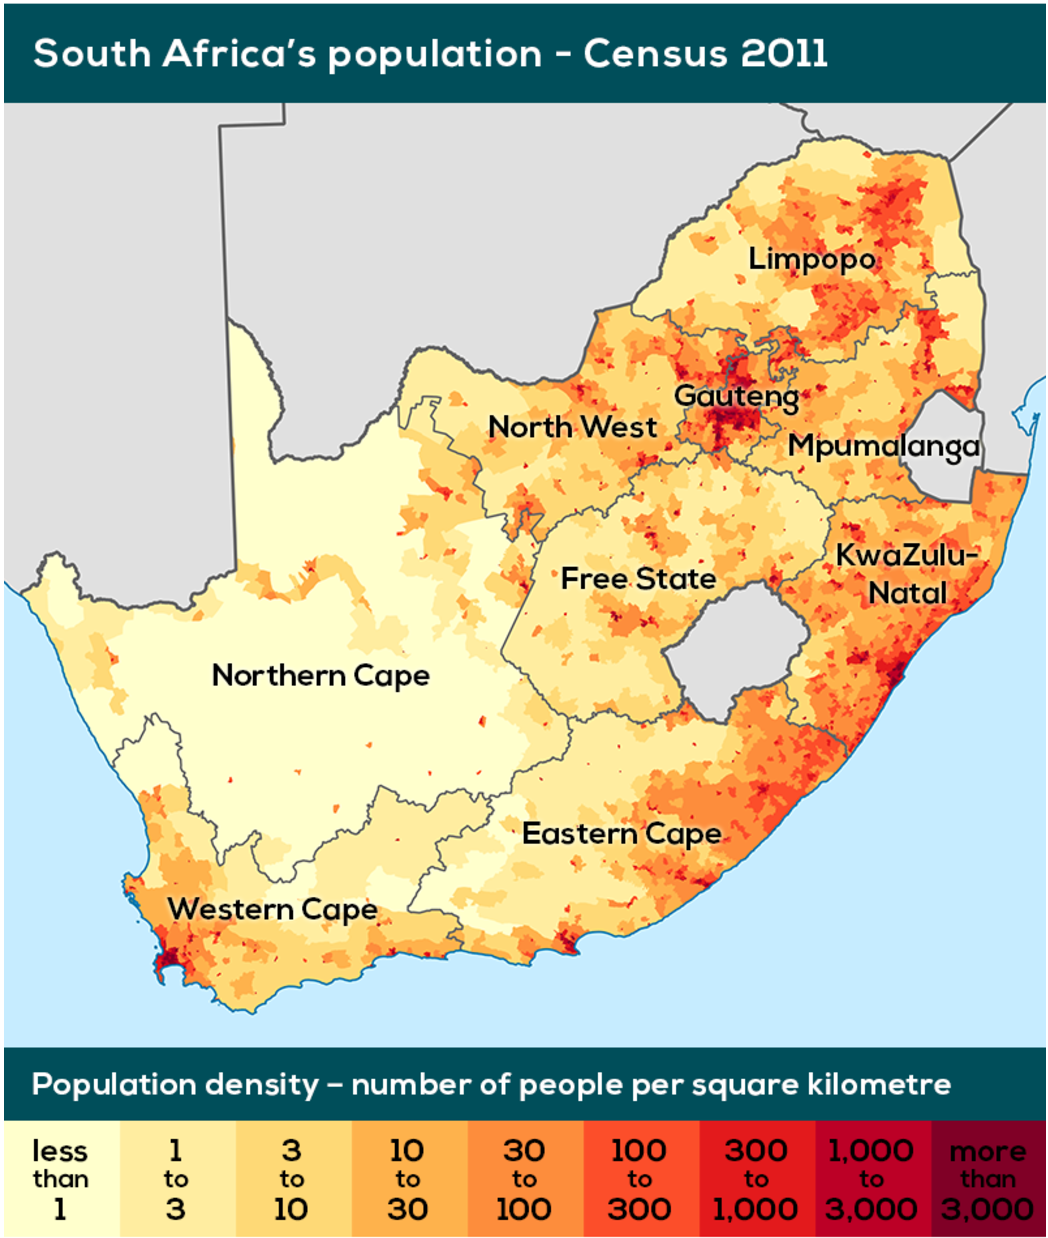 South Africa's population - Census 2011
Limpopo
Gauteng
North West
Mpumalanga
KwaZulu-
Natal
Free State
Northern Cape
Eastern Cape
Western Cape
Population density – number of people per square kilometre
less than 1
1 to 3
3 to 10
10 to 30
30 to 100
100 to 300
300 to 1,000
1,000 to 3,000
more than 3,000